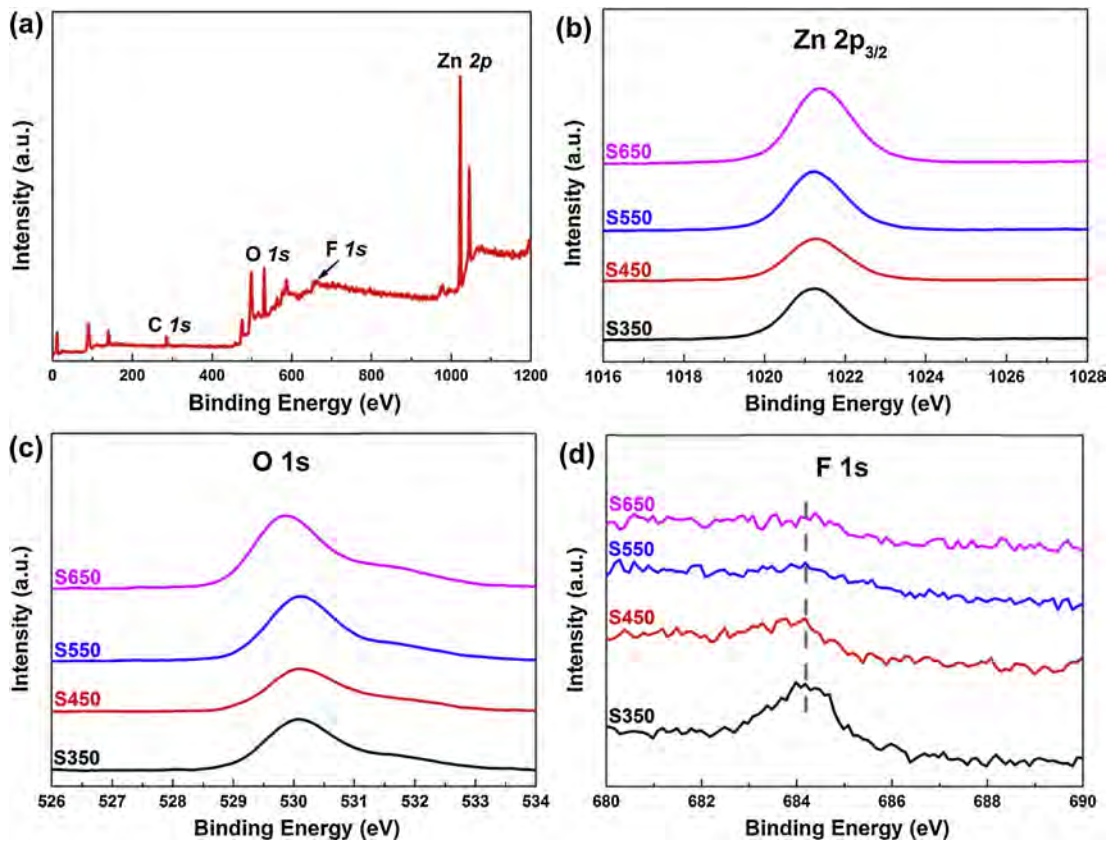 (a)
Zn 2p
O 1s
F 1s
C 1s
Intensity (a.u.)
0 200 400 600 800 1000 1200
Binding Energy (eV)
(b)
Zn 2p3/2
S650
S550
S450
S350
Intensity (a.u.)
1016 1018 1020 1022 1024 1026 1028
Binding Energy (eV)
(c)
O 1s
S650
S550
S450
S350
Intensity (a.u.)
526 527 528 529 530 531 532 533 534
Binding Energy (eV)
(d)
F 1s
S650
S550
S450
S350
Intensity (a.u.)
680 682 684 686 688 690
Binding Energy (eV)